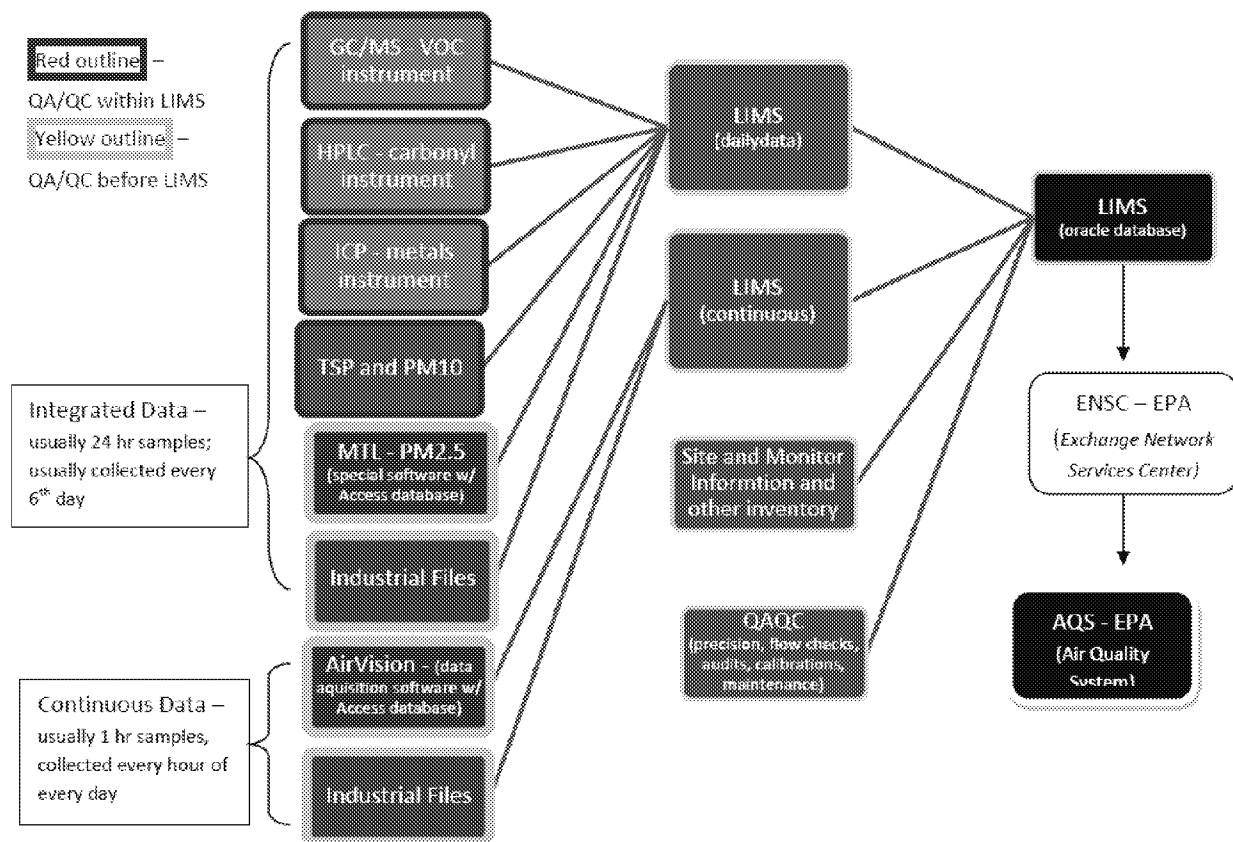 Red outline –
QA/QC within LIMS
Yellow outline –
QA/QC before LIMS
Integrated Data –
usually 24 hr samples;
usually collected every
6th day
Continuous Data –
usually 1 hr samples,
collected every hour of
every day
GC/MS - VOC
instrument
HPLC - carbonyl
instrument
ICP - metals
instrument
TSP and PM10
MTL - PM2.5
(special software w/
Access database)
Industrial Files
AirVision - (data
aquisition software w/
Access database)
Industrial Files
LIMS
(dailydata)
LIMS
(continuous)
Site and Monitor
Informtion and
other inventory
QAQC
(precision, flow checks,
audits, calibrations,
maintenance)
LIMS
(oracle database)
ENSC – EPA
(Exchange Network
Services Center)
AQS - EPA
(Air Quality
System)